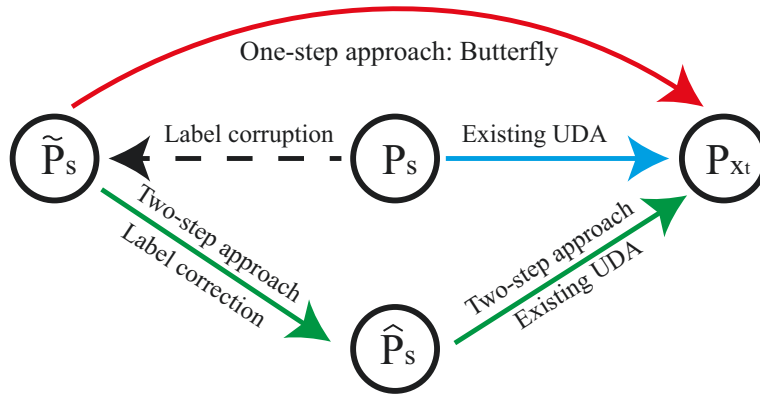 One-step approach: Butterfly
P̃s Label corruption Ps Existing UDA Pxt
Two-step approach
Label correction
Two-step approach
Existing UDA
P̂s